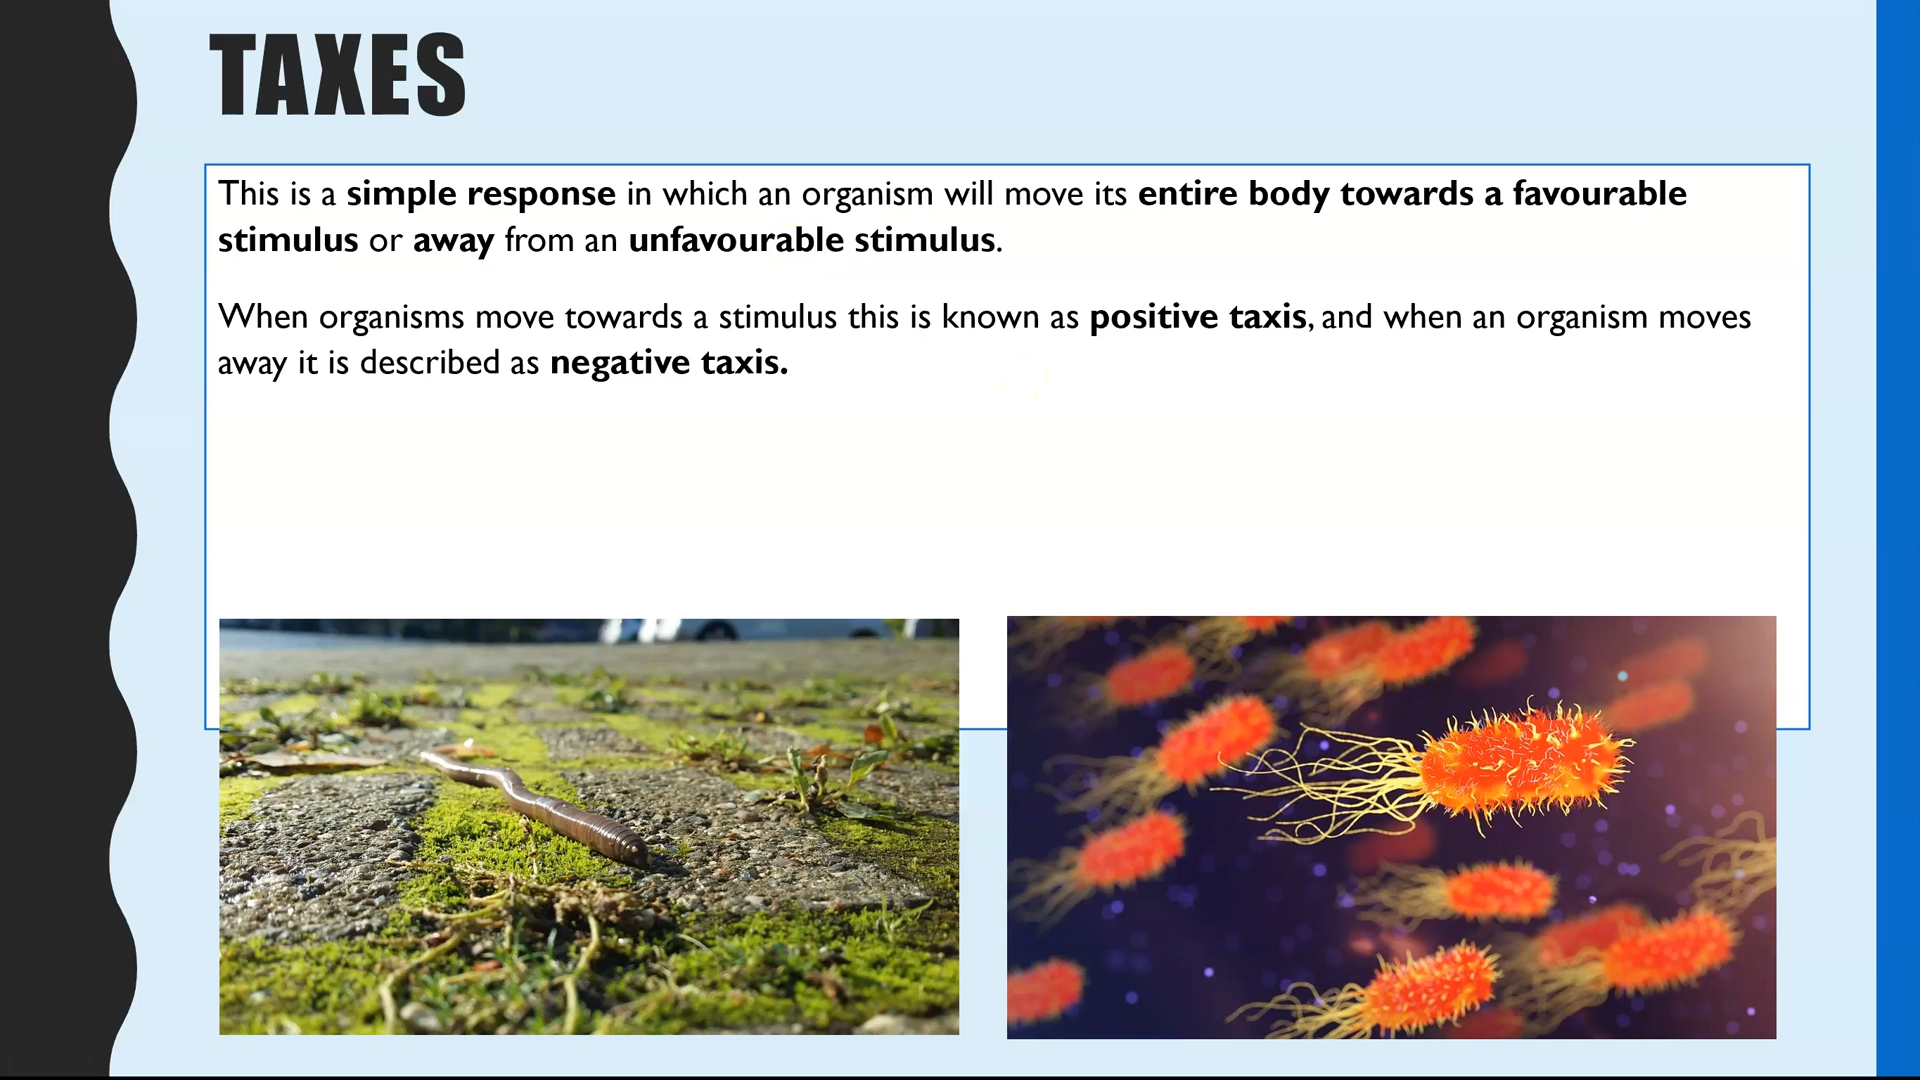 TAXES
This is a simple response in which an organism will move its entire body towards a favourable
stimulus or away from an unfavourable stimulus.
When organisms move towards a stimulus this is known as positive taxis, and when an organism moves
away it is described as negative taxis.